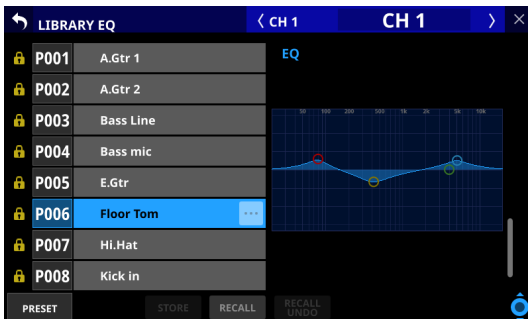 LIBRARY EQ
CH 1
CH 1
P001 A.Gtr 1
P002 A.Gtr 2
P003 Bass Line
P004 Bass mic
P005 E.Gtr
P006 Floor Tom
P007 Hi.Hat
P008 Kick in
EQ
50 100 200 500 1k 2k 5k 10k
PRESET
STORE
RECALL
RECALL
UNDO